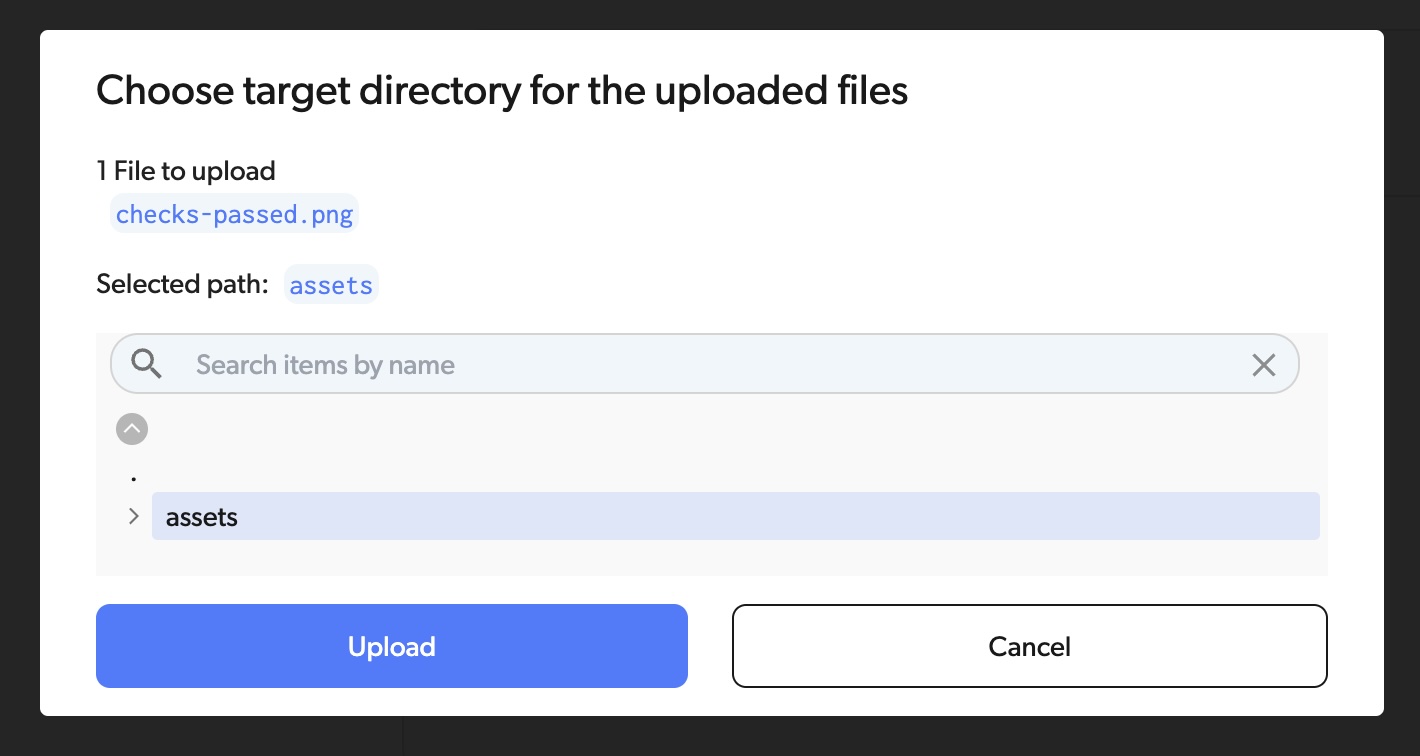 Choose target directory for the uploaded files
1 File to upload
checks-passed.png
Selected path: assets
Search items by name
.
assets
Upload
Cancel